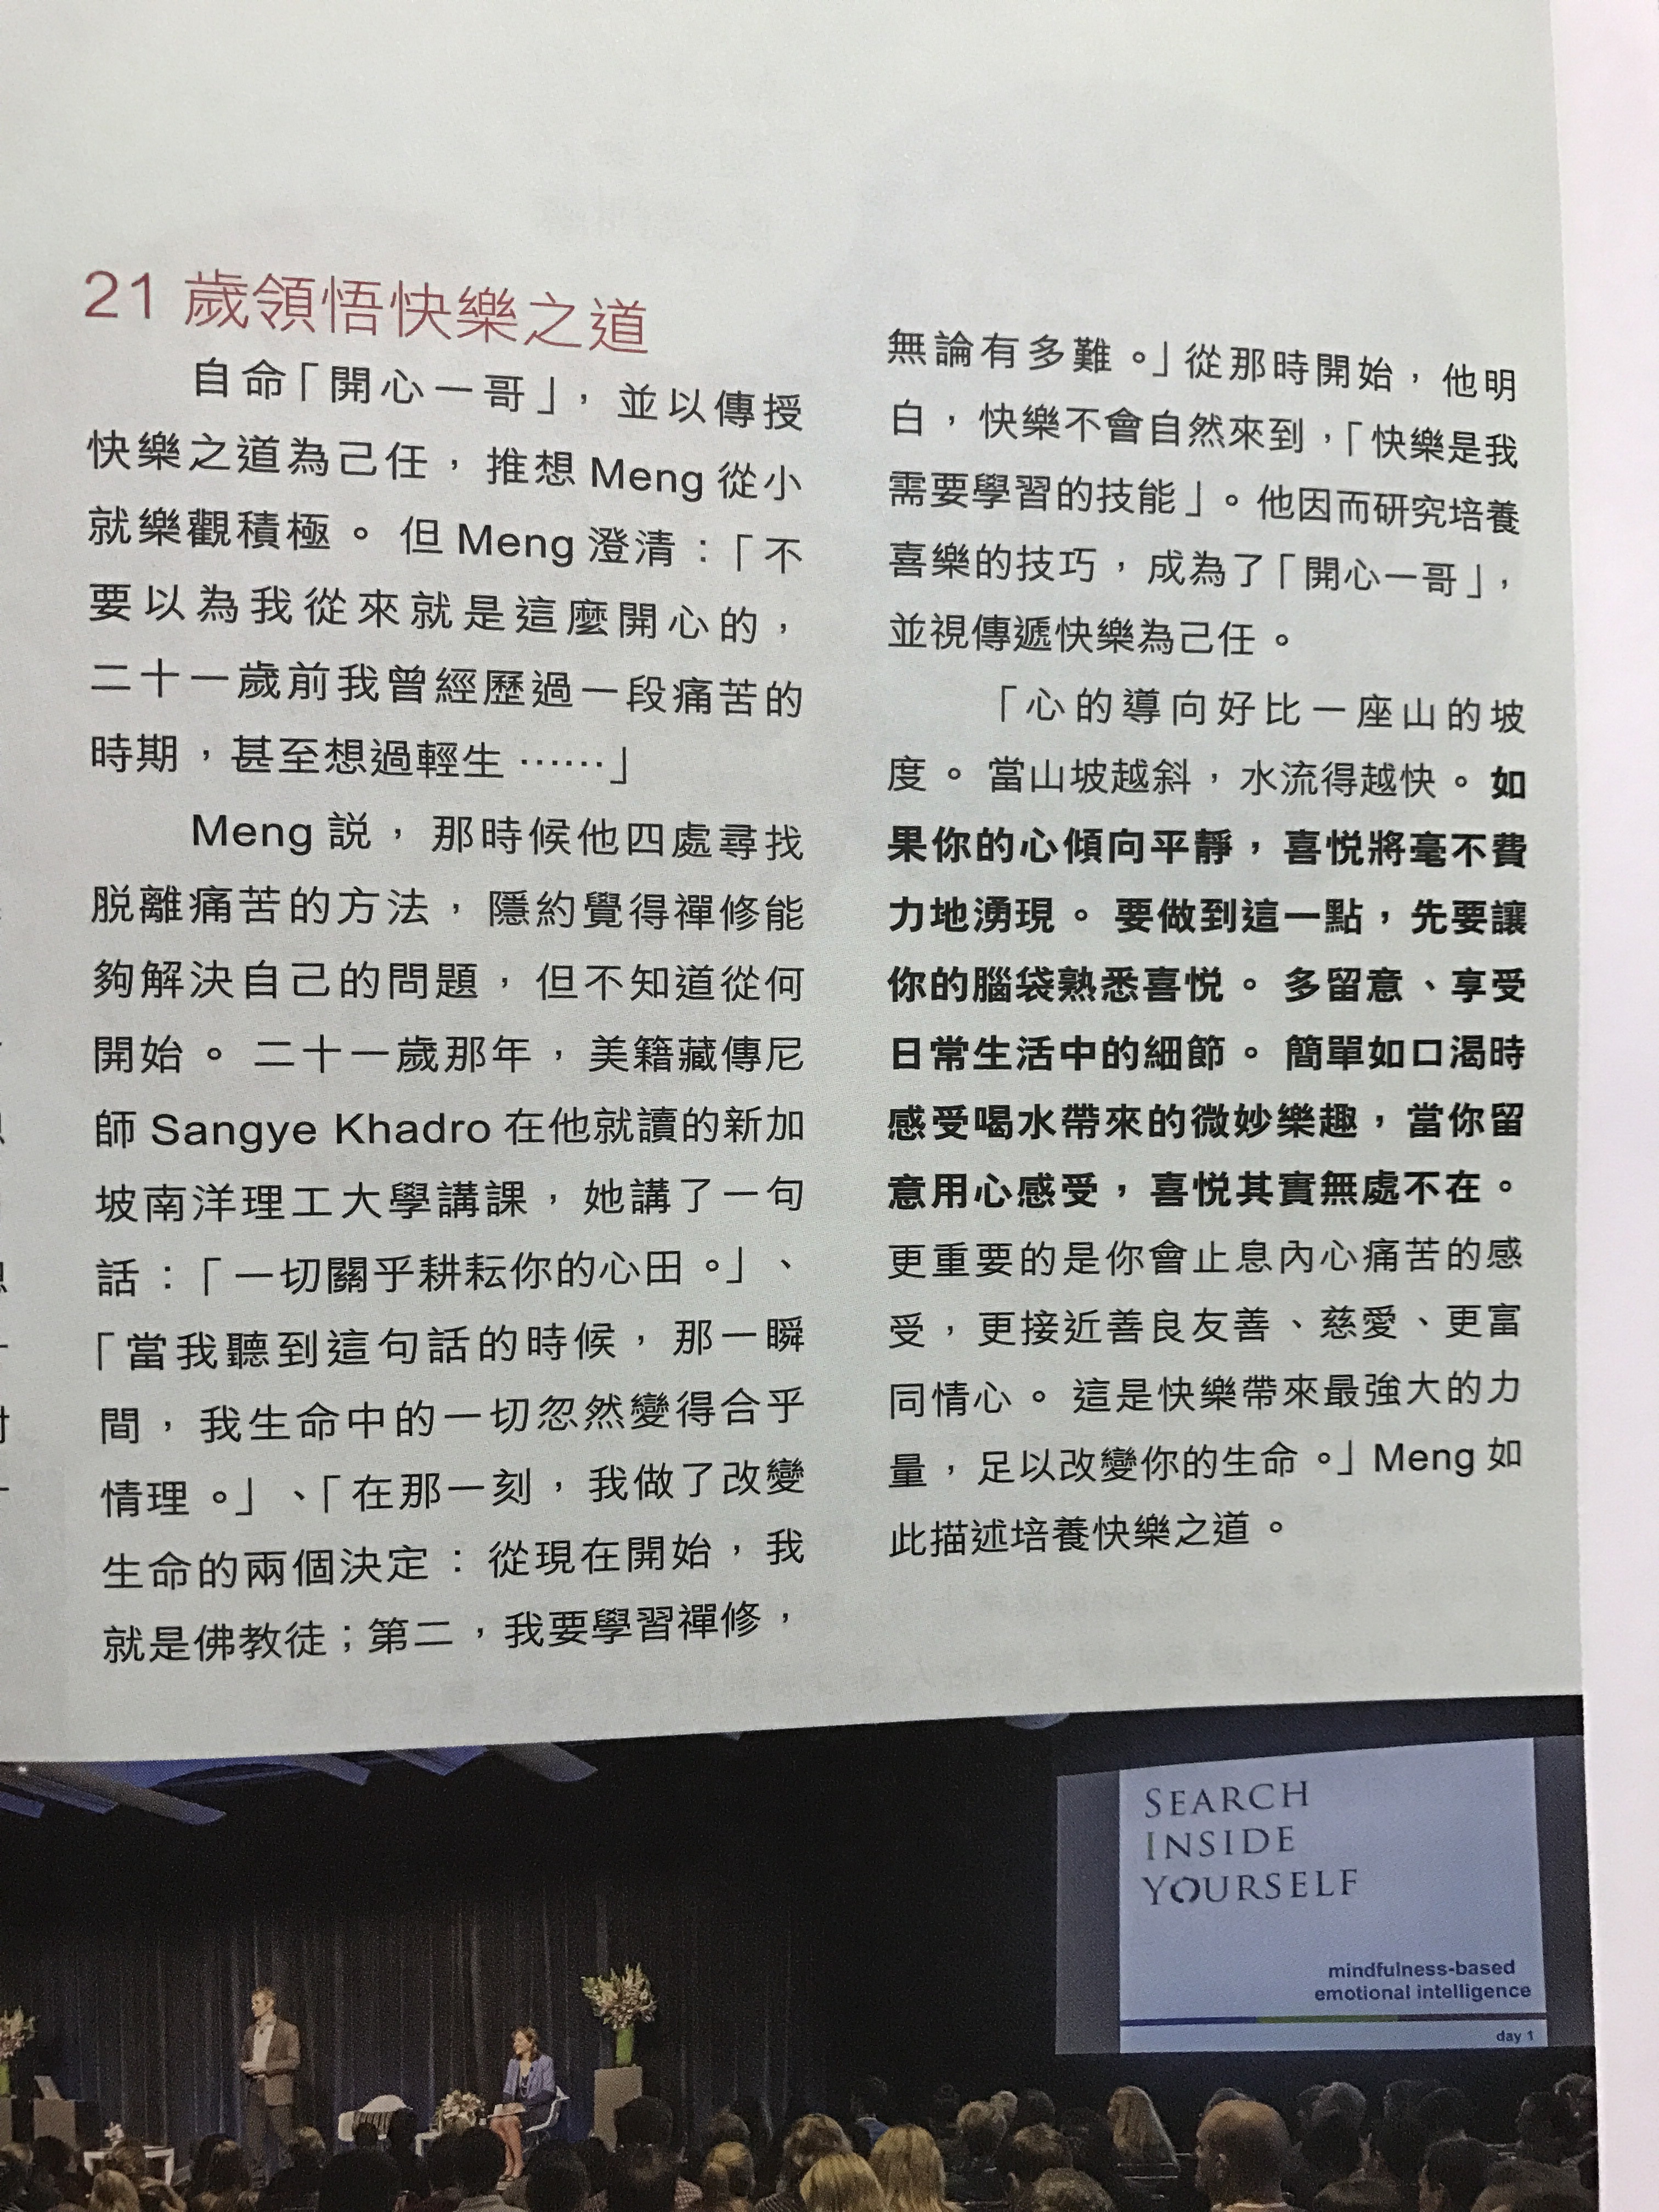 21 歲領悟快樂之道
自命「開心一哥」，並以傳授
快樂之道為己任，推想 Meng 從小
就樂觀積極。但 Meng 澄清：「不
要以為我從來就是這麼開心的，
二十一歲前我曾經歷過一段痛苦的
時期，甚至想過輕生 ……」
Meng 説，那時候他四處尋找
脱離痛苦的方法，隱約覺得禪修能
夠解決自己的問題，但不知道從何
開始。二十一歲那年，美籍藏傳尼
師 Sangye Khadro 在他就讀的新加
坡南洋理工大學講課，她講了一句
話：「一切關乎耕耘你的心田。」、
「當我聽到這句話的時候，那一瞬
間，我生命中的一切忽然變得合乎
情理。」、「在那一刻，我做了改變
生命的兩個決定：從現在開始，我
就是佛教徒；第二，我要學習禪修，
無論有多難。」從那時開始，他明
白，快樂不會自然來到，「快樂是我
需要學習的技能」。他因而研究培養
喜樂的技巧，成為了「開心一哥」，
並視傳遞快樂為己任。
「心的導向好比一座山的坡
度。當山坡越斜，水流得越快。如
果你的心傾向平靜，喜悦將毫不費
力地湧現。要做到這一點，先要讓
你的腦袋熟悉喜悦。多留意、享受
日常生活中的細節。簡單如口渴時
感受喝水帶來的微妙樂趣，當你留
意用心感受，喜悦其實無處不在。
更重要的是你會止息內心痛苦的感
受，更接近善良友善、慈愛、更富
同情心。這是快樂帶來最強大的力
量，足以改變你的生命。」Meng 如
此描述培養快樂之道。
SEARCH
INSIDE
YOURSELF
mindfulness-based
emotional intelligence
day 1